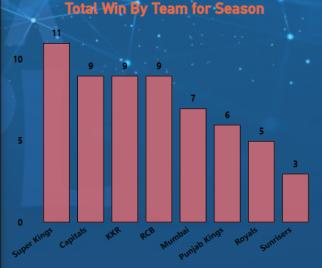 Total Win By Team for Season
11
10
9
9
9
7
6
5
5
3
0
Super Kings
Capitals
KKR
RCB
Mumbai
Punjab Kings
Royals
Sunrisers